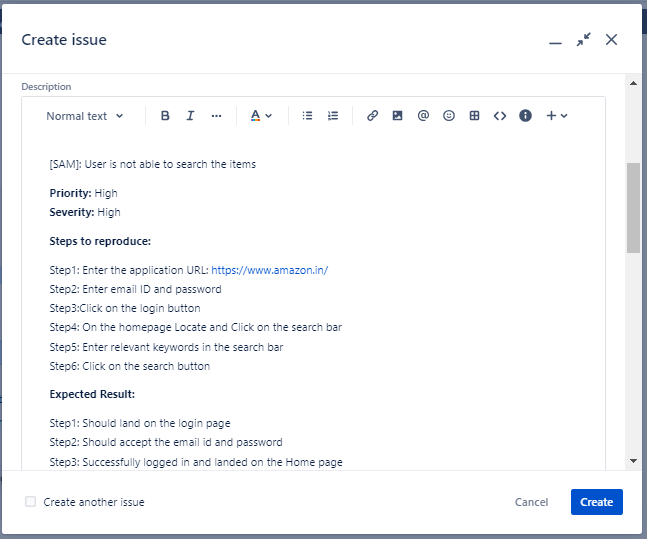 Create issue
Description
Normal text
B I ... A @ <> i +
[SAM]: User is not able to search the items
Priority: High
Severity: High
Steps to reproduce:
Step1: Enter the application URL: https://www.amazon.in/
Step2: Enter email ID and password
Step3:Click on the login button
Step4: On the homepage Locate and Click on the search bar
Step5: Enter relevant keywords in the search bar
Step6: Click on the search button
Expected Result:
Step1: Should land on the login page
Step2: Should accept the email id and password
Step3: Successfully logged in and landed on the Home page
Create another issue
Cancel
Create